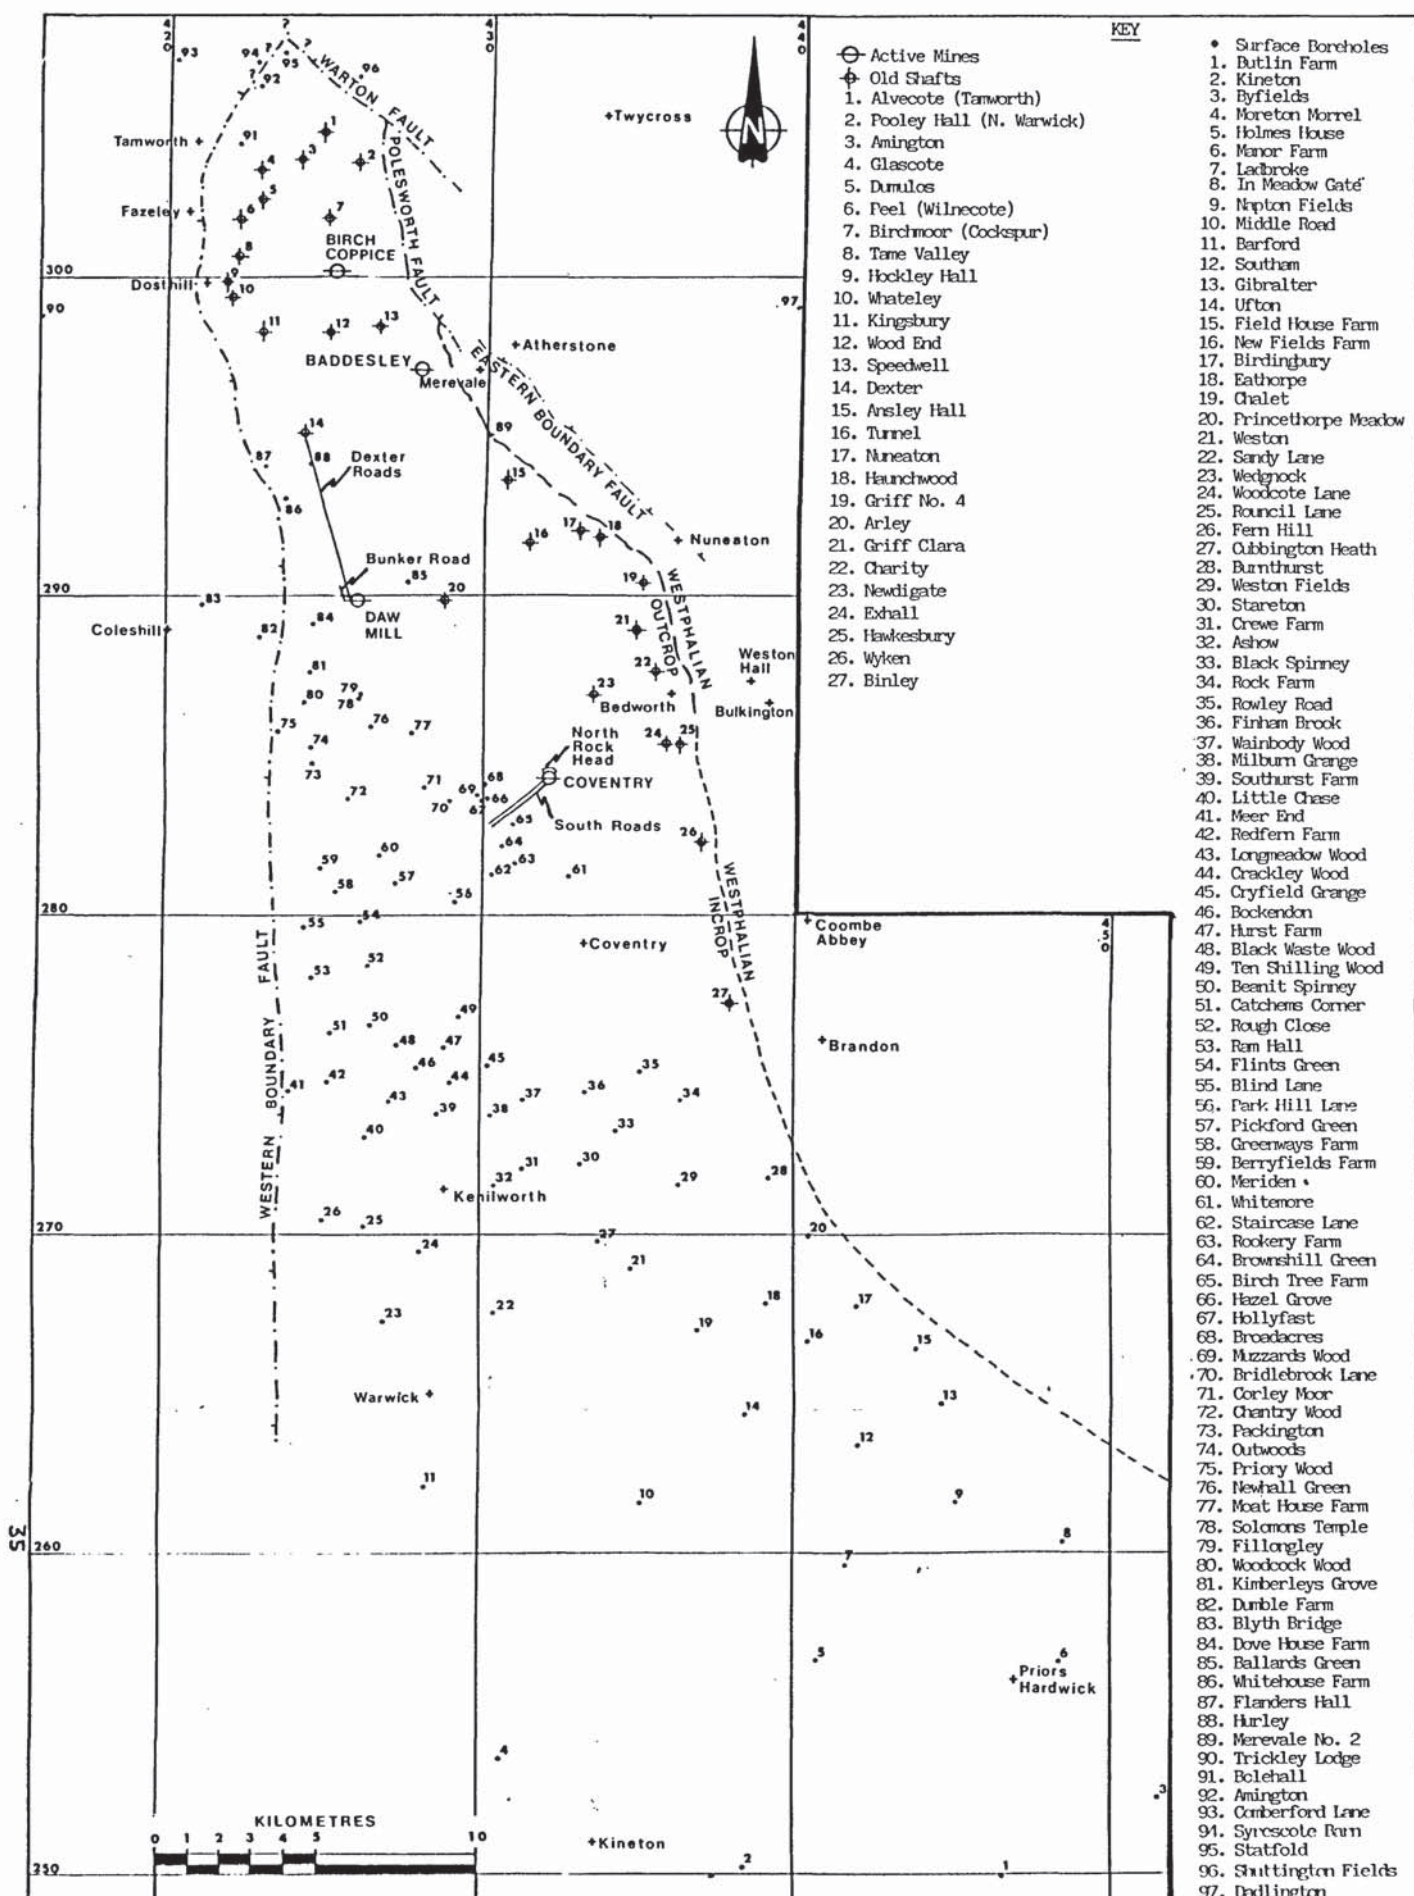 KEY
Active Mines
Old Shafts
1. Alvecote (Tamworth)
2. Pooley Hall (N. Warwick)
3. Amington
4. Glascote
5. Dumulos
6. Peel (Wilnecote)
7. Birchmoor (Cockspur)
8. Tame Valley
9. Hockley Hall
10. Whateley
11. Kingsbury
12. Wood End
13. Speedwell
14. Dexter
15. Ansley Hall
16. Tunnel
17. Nuneaton
18. Haunchwood
19. Griff No. 4
20. Arley
21. Griff Clara
22. Charity
23. Newdigate
24. Exhall
25. Hawkesbury
26. Wyken
27. Binley
Surface Boreholes
1. Butlin Farm
2. Kineton
3. Byfields
4. Moreton Morrel
5. Holmes House
6. Manor Farm
7. Ladbroke
8. In Meadow Gate
9. Napton Fields
10. Middle Road
11. Barford
12. Southam
13. Gibralter
14. Ufton
15. Field House Farm
16. New Fields Farm
17. Birdingbury
18. Eathorpe
19. Chalet
20. Princethorpe Meadow
21. Weston
22. Sandy Lane
23. Wedgnock
24. Woodcote Lane
25. Rouncil Lane
26. Fern Hill
27. Cubbington Heath
28. Burnthurst
29. Weston Fields
30. Stareton
31. Crewe Farm
32. Ashow
33. Black Spinney
34. Rock Farm
35. Rowley Road
36. Finham Brook
37. Wainbody Wood
38. Milburn Grange
39. Southurst Farm
40. Little Chase
41. Meer End
42. Redfern Farm
43. Longmeadow Wood
44. Crackley Wood
45. Cryfield Grange
46. Bockendon
47. Hurst Farm
48. Black Waste Wood
49. Ten Shilling Wood
50. Beanit Spinney
51. Catchems Corner
52. Rough Close
53. Ram Hall
54. Flints Green
55. Blind Lane
56. Park Hill Lane
57. Pickford Green
58. Greenways Farm
59. Berryfields Farm
60. Meriden
61. Whitemore
62. Staircase Lane
63. Rookery Farm
64. Brownshill Green
65. Birch Tree Farm
66. Hazel Grove
67. Hollyfast
68. Broadacres
69. Muzzards Wood
70. Bridlebrook Lane
71. Corley Moor
72. Chantry Wood
73. Packington
74. Outwoods
75. Priory Wood
76. Newhall Green
77. Moat House Farm
78. Solomons Temple
79. Fillongley
80. Woodcock Wood
81. Kimberleys Grove
82. Dumble Farm
83. Blyth Bridge
84. Dove House Farm
85. Ballards Green
86. Whitehouse Farm
87. Flanders Hall
88. Hurley
89. Merevale No. 2
90. Trickley Lodge
91. Bolehall
92. Amington
93. Comberford Lane
94. Syrescote Barn
95. Statfold
96. Shuttington Fields
97. Dadlington
420
430
440
450
N
WARTON FAULT
POLESWORTH FAULT
EASTERN BOUNDARY FAULT
WESTERN BOUNDARY FAULT
WESTPHALIAN OUTCROP
WESTPHALIAN INCROP
Twycross
Tamworth
Fazeley
BIRCH
COPPICE
Dosthill
300
Atherstone
BADDESLEY
Merevale
Dexter
Roads
Nuneaton
Bunker Road
290
DAW
MILL
Coleshill
Weston
Hall
Bedworth
Bulkington
North
Rock
Head
COVENTRY
South Roads
280
Coombe
Abbey
Coventry
Brandon
Kenilworth
270
Warwick
260
Priors
Hardwick
KILOMETRES
0 1 2 3 4 5 10
Kineton
250
35